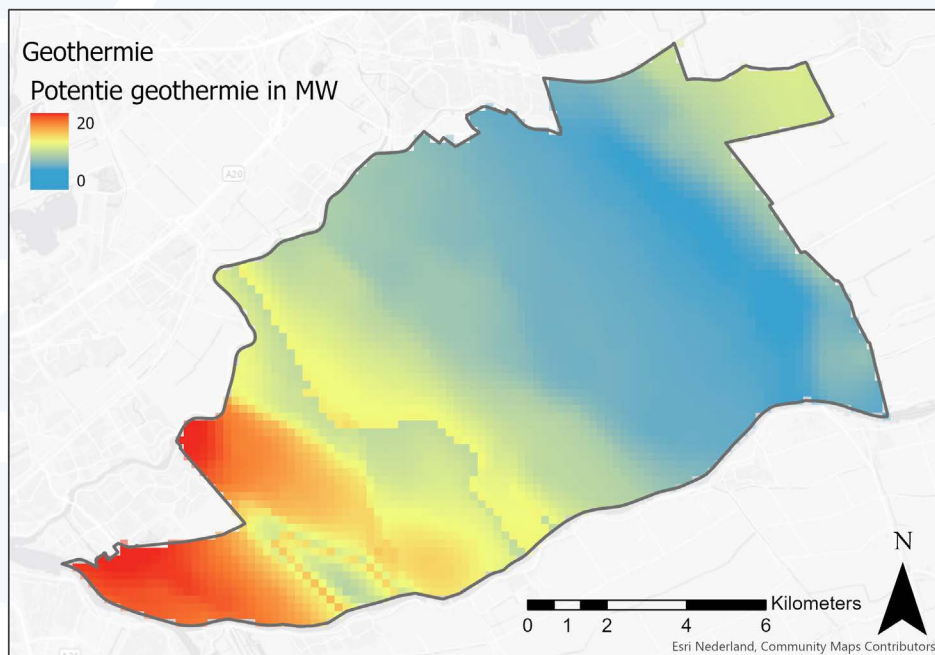 Geothermie
Potentie geothermie in MW
20
0
A20
N
Kilometers
0 1 2 4 6
Esri Nederland, Community Maps Contributors